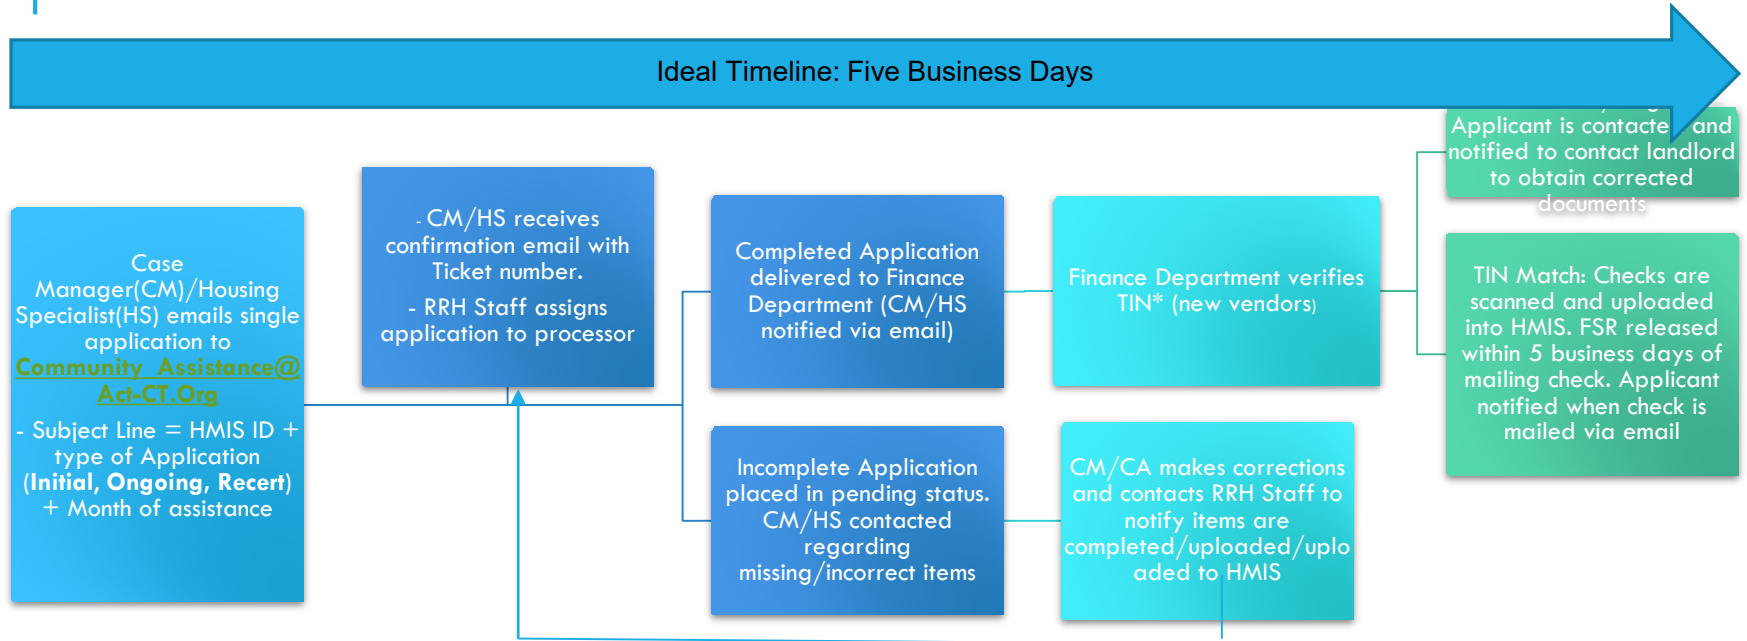 Ideal Timeline: Five Business Days
Case
Manager(CM)/Housing
Specialist(HS) emails single
application to
Community_Assistance@
Act-CT.Org
- Subject Line = HMIS ID +
type of Application
(Initial, Ongoing, Recert)
+ Month of assistance
- CM/HS receives
confirmation email with
Ticket number.
- RRH Staff assigns
application to processor
Completed Application
delivered to Finance
Department (CM/HS
notified via email)
Incomplete Application
placed in pending status.
CM/HS contacted
regarding
missing/incorrect items
Finance Department verifies
TIN* (new vendors)
CM/CA makes corrections
and contacts RRH Staff to
notify items are
completed/uploaded/uplo
aded to HMIS
Applicant is contacted and
notified to contact landlord
to obtain corrected
documents
TIN Match: Checks are
scanned and uploaded
into HMIS. FSR released
within 5 business days of
mailing check. Applicant
notified when check is
mailed via email